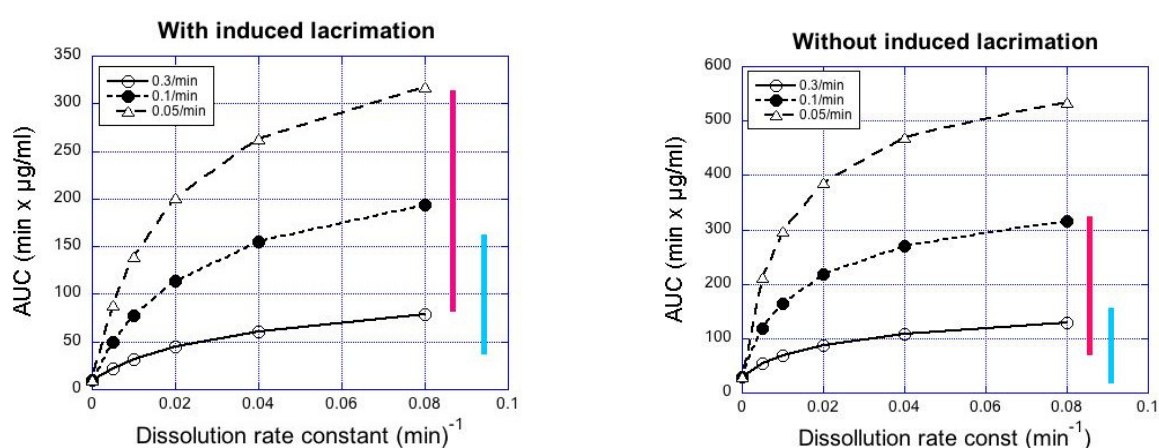 With induced lacrimation
350
300
250
200
150
100
50
0
AUC (min x µg/ml)
0.3/min
0.1/min
0.05/min
0 0.02 0.04 0.06 0.08 0.1
Dissolution rate constant (min)⁻¹
Without induced lacrimation
600
500
400
300
200
100
0
AUC (min x µg/ml)
0.3/min
0.1/min
0.05/min
0 0.02 0.04 0.06 0.08 0.1
Dissolution rate const (min⁻¹)